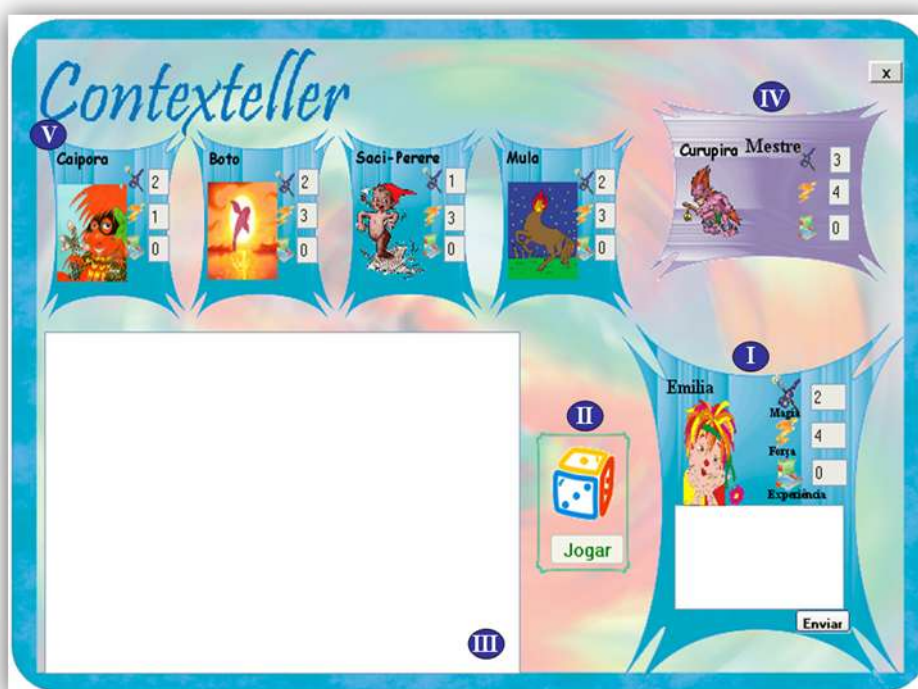 Contexteller
x
V
IV
Caipora
2
1
0
Boto
2
3
0
Saci-Perere
1
3
0
Mula
2
3
0
Curupira Mestre
3
4
0
I
Emilia
2
Magia
4
Força
0
Experiência
II
Jogar
III
Enviar